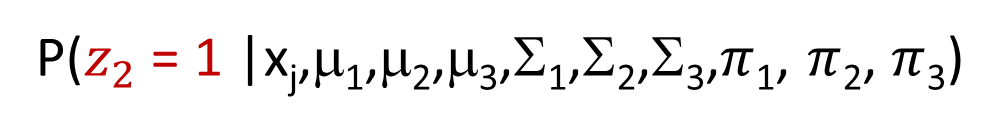 P(z₂ = 1 | xⱼ,μ₁,μ₂,μ₃,Σ₁,Σ₂,Σ₃,π₁, π₂, π₃)